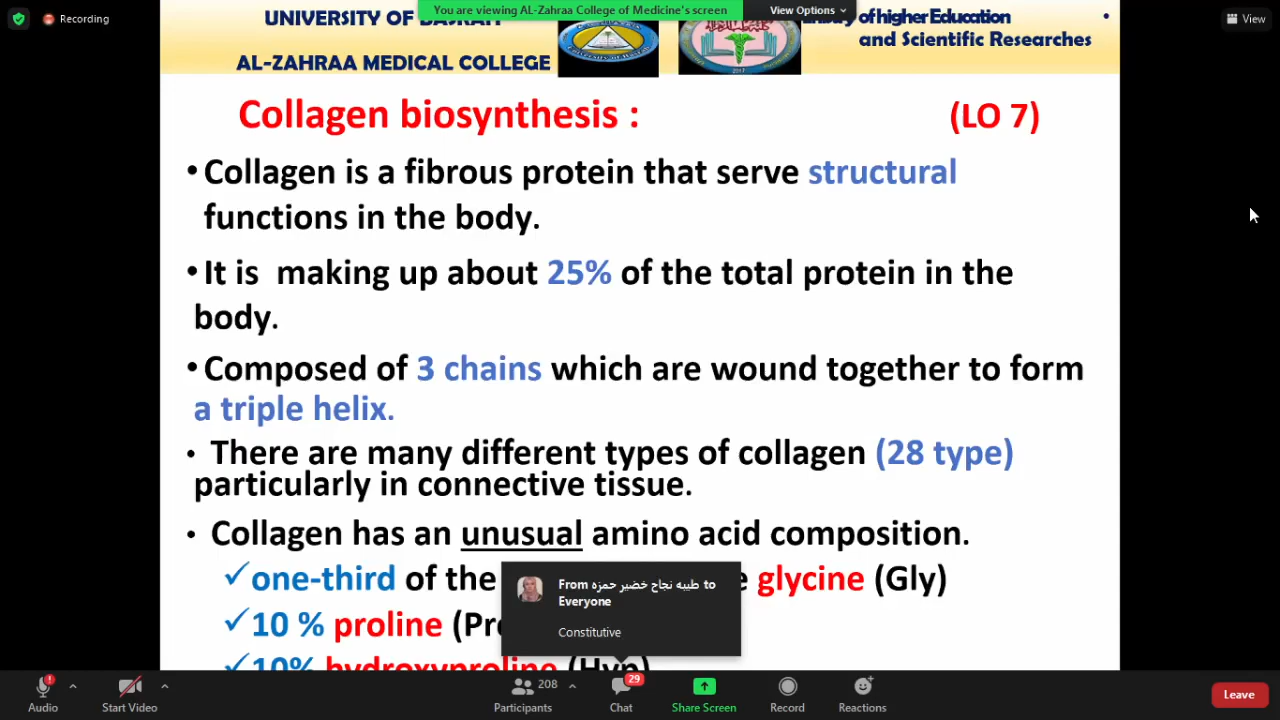 Recording
You are viewing AL-Zahraa College of Medicine's screen
View Options
View
UNIVERSITY OF BASRAH
of higher Education
and Scientific Researches
AL-ZAHRAA MEDICAL COLLEGE
Collagen biosynthesis :
(LO 7)
•Collagen is a fibrous protein that serve structural
functions in the body.
•It is making up about 25% of the total protein in the
body.
•Composed of 3 chains which are wound together to form
a triple helix.
• There are many different types of collagen (28 type)
particularly in connective tissue.
• Collagen has an unusual amino acid composition.
✓one-third of the
glycine (Gly)
✓10 % proline
✓10% hydroxyproline (Hyp)
From طيبه نجاح خضير حمزه to
Everyone
Constitutive
Audio
Start Video
208
Participants
29
Chat
Share Screen
Record
Reactions
Leave